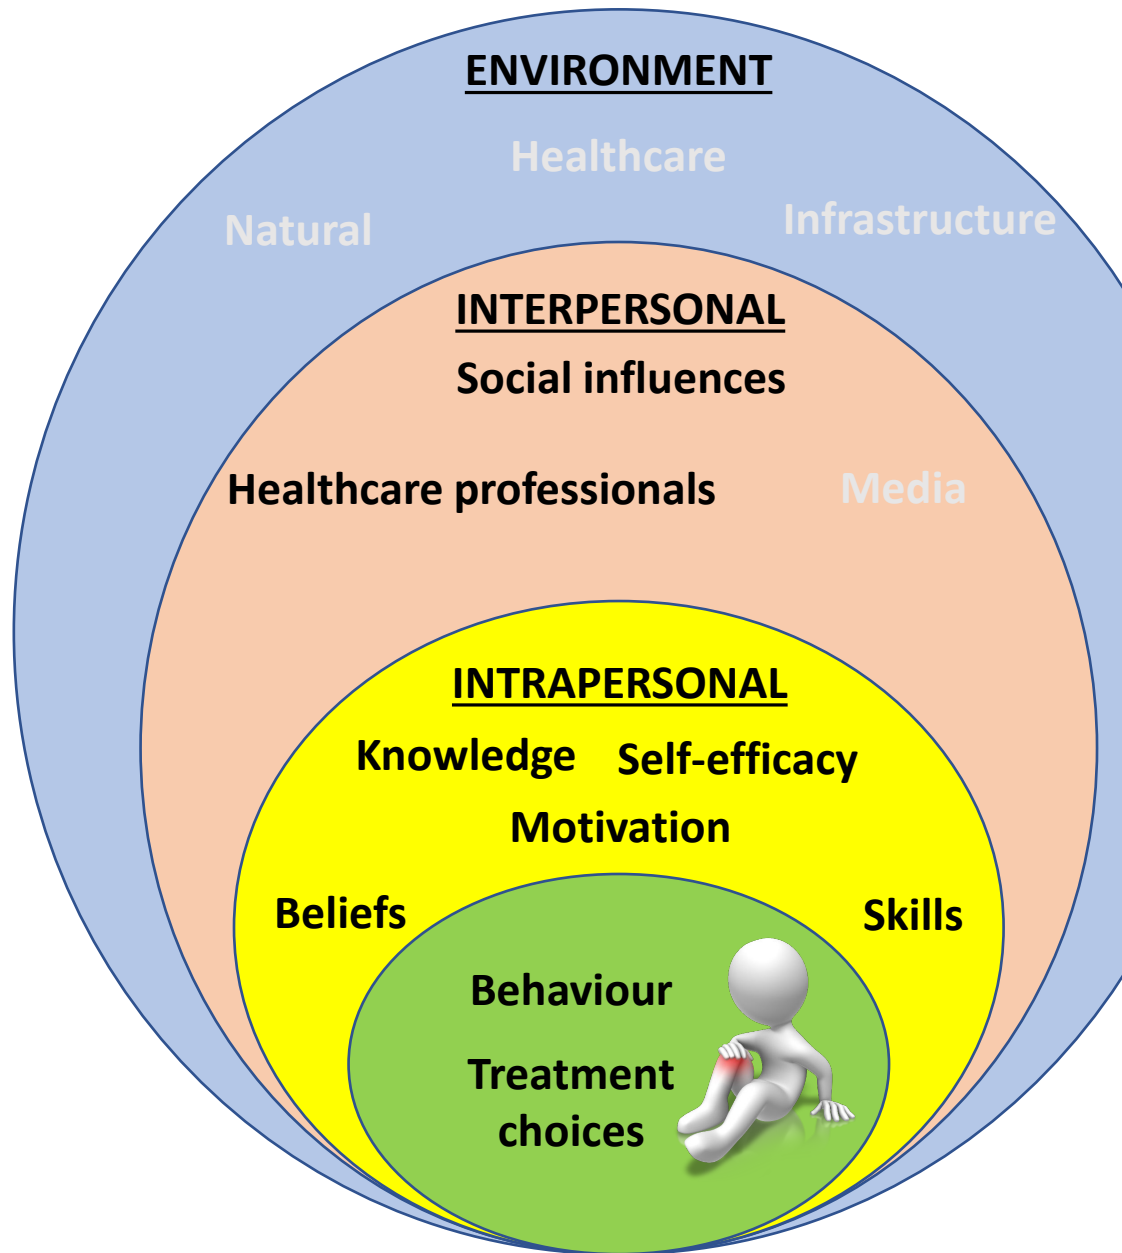 ENVIRONMENT
Healthcare
Natural
Infrastructure
INTERPERSONAL
Social influences
Healthcare professionals
Media
INTRAPERSONAL
Knowledge
Self-efficacy
Motivation
Beliefs
Skills
Behaviour
Treatment
choices